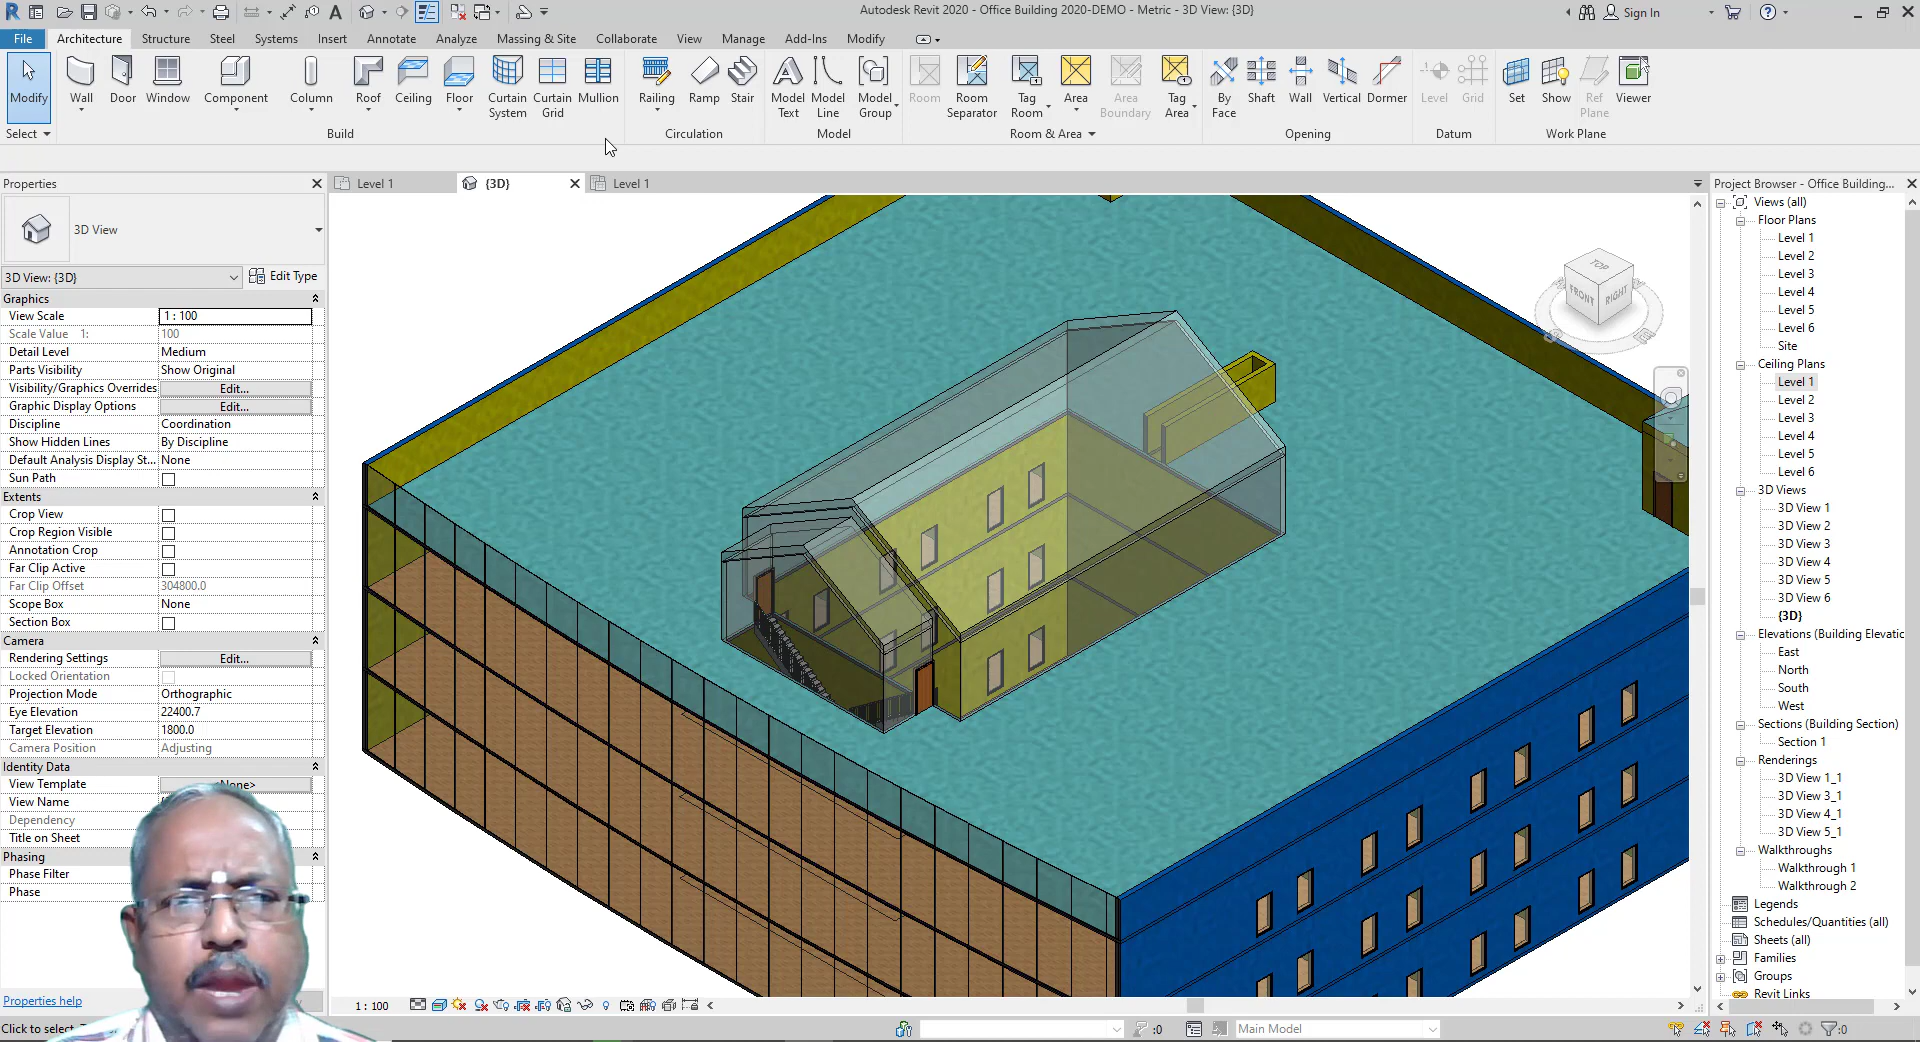 Autodesk Revit 2020 - Office Building 2020-DEMO - Metric - 3D View: {3D}
Sign In
File Architecture Structure Steel Systems Insert Annotate Analyze Massing & Site Collaborate View Manage Add-Ins Modify
Modify Wall Door Window Component Column Roof Ceiling Floor Curtain System Curtain Grid Mullion Railing Ramp Stair Model Text Model Line Model Group Room Room Separator Tag Room Area Area Boundary Tag Area By Face Shaft Wall Vertical Dormer Level Grid Set Show Ref Plane Viewer
Select Build Circulation Model Room & Area Opening Datum Work Plane
Properties
Level 1
{3D}
Level 1
3D View
3D View: {3D} Edit Type
Graphics
View Scale 1 : 100
Scale Value 1: 100
Detail Level Medium
Parts Visibility Show Original
Visibility/Graphics Overrides Edit...
Graphic Display Options Edit...
Discipline Coordination
Show Hidden Lines By Discipline
Default Analysis Display St... None
Sun Path
Extents
Crop View
Crop Region Visible
Annotation Crop
Far Clip Active
Far Clip Offset 304800.0
Scope Box None
Section Box
Camera
Rendering Settings Edit...
Locked Orientation
Projection Mode Orthographic
Eye Elevation 22400.7
Target Elevation 1800.0
Camera Position Adjusting
Identity Data
View Template None>
View Name
Dependency
Title on Sheet
Phasing
Phase Filter
Phase
Properties help
TOP
FRONT
RIGHT
Project Browser - Office Building...
Views (all)
Floor Plans
Level 1
Level 2
Level 3
Level 4
Level 5
Level 6
Site
Ceiling Plans
Level 1
Level 2
Level 3
Level 4
Level 5
Level 6
3D Views
3D View 1
3D View 2
3D View 3
3D View 4
3D View 5
3D View 6
{3D}
Elevations (Building Elevatic
East
North
South
West
Sections (Building Section)
Section 1
Renderings
3D View 1_1
3D View 3_1
3D View 4_1
3D View 5_1
Walkthroughs
Walkthrough 1
Walkthrough 2
Legends
Schedules/Quantities (all)
Sheets (all)
Families
Groups
Revit Links
1 : 100
Click to select,
:0
Main Model
:0